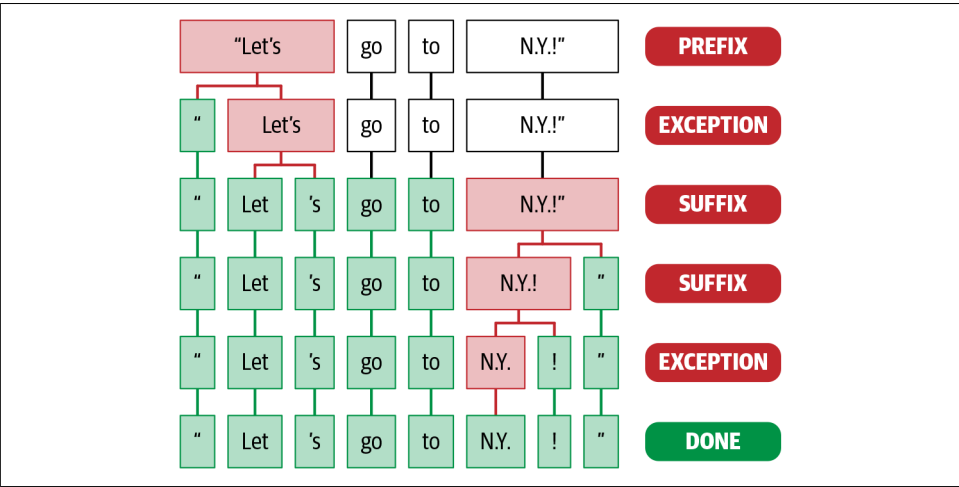 “Let’s go to N.Y.!” PREFIX
“ Let’s go to N.Y.!” EXCEPTION
“ Let ’s go to N.Y.!” SUFFIX
“ Let ’s go to N.Y.! ” SUFFIX
“ Let ’s go to N.Y. ! ” EXCEPTION
“ Let ’s go to N.Y. ! ” DONE